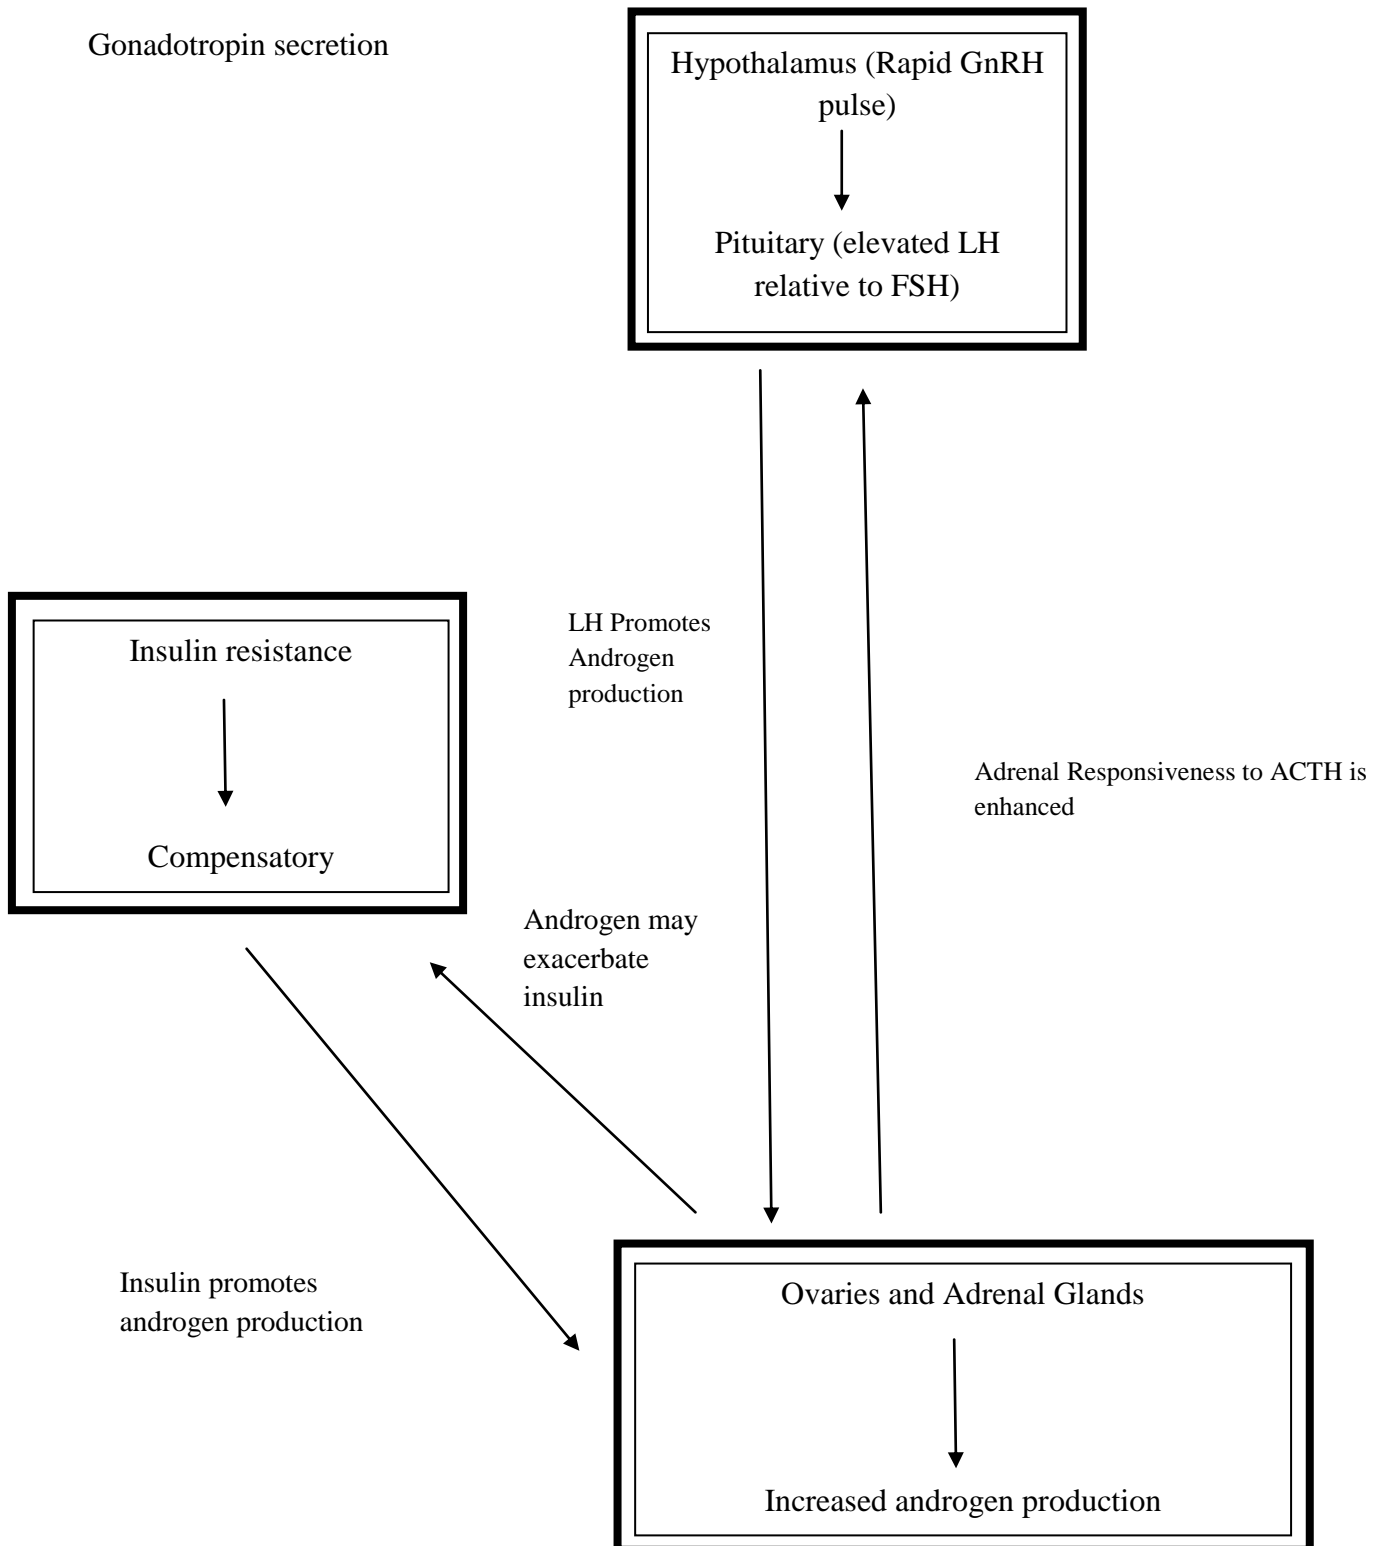 Gonadotropin secretion
Hypothalamus (Rapid GnRH
pulse)
Pituitary (elevated LH
relative to FSH)
LH Promotes
Androgen
production
Insulin resistance
Compensatory
Adrenal Responsiveness to ACTH is
enhanced
Androgen may
exacerbate
insulin
Insulin promotes
androgen production
Ovaries and Adrenal Glands
Increased androgen production